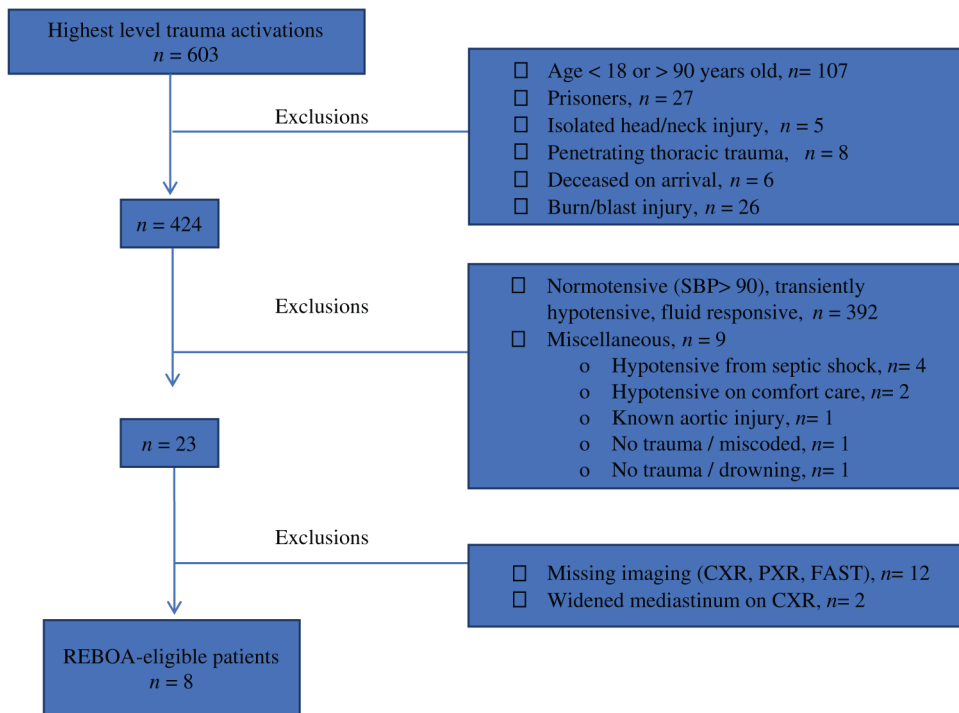 Highest level trauma activations
n = 603
Exclusions
☐ Age < 18 or > 90 years old, n= 107
☐ Prisoners, n = 27
☐ Isolated head/neck injury, n = 5
☐ Penetrating thoracic trauma, n = 8
☐ Deceased on arrival, n = 6
☐ Burn/blast injury, n = 26
n = 424
Exclusions
☐ Normotensive (SBP> 90), transiently
hypotensive, fluid responsive, n = 392
☐ Miscellaneous, n = 9
o Hypotensive from septic shock, n= 4
o Hypotensive on comfort care, n= 2
o Known aortic injury, n= 1
o No trauma / miscoded, n= 1
o No trauma / drowning, n= 1
n = 23
Exclusions
☐ Missing imaging (CXR, PXR, FAST), n= 12
☐ Widened mediastinum on CXR, n= 2
REBOA-eligible patients
n = 8